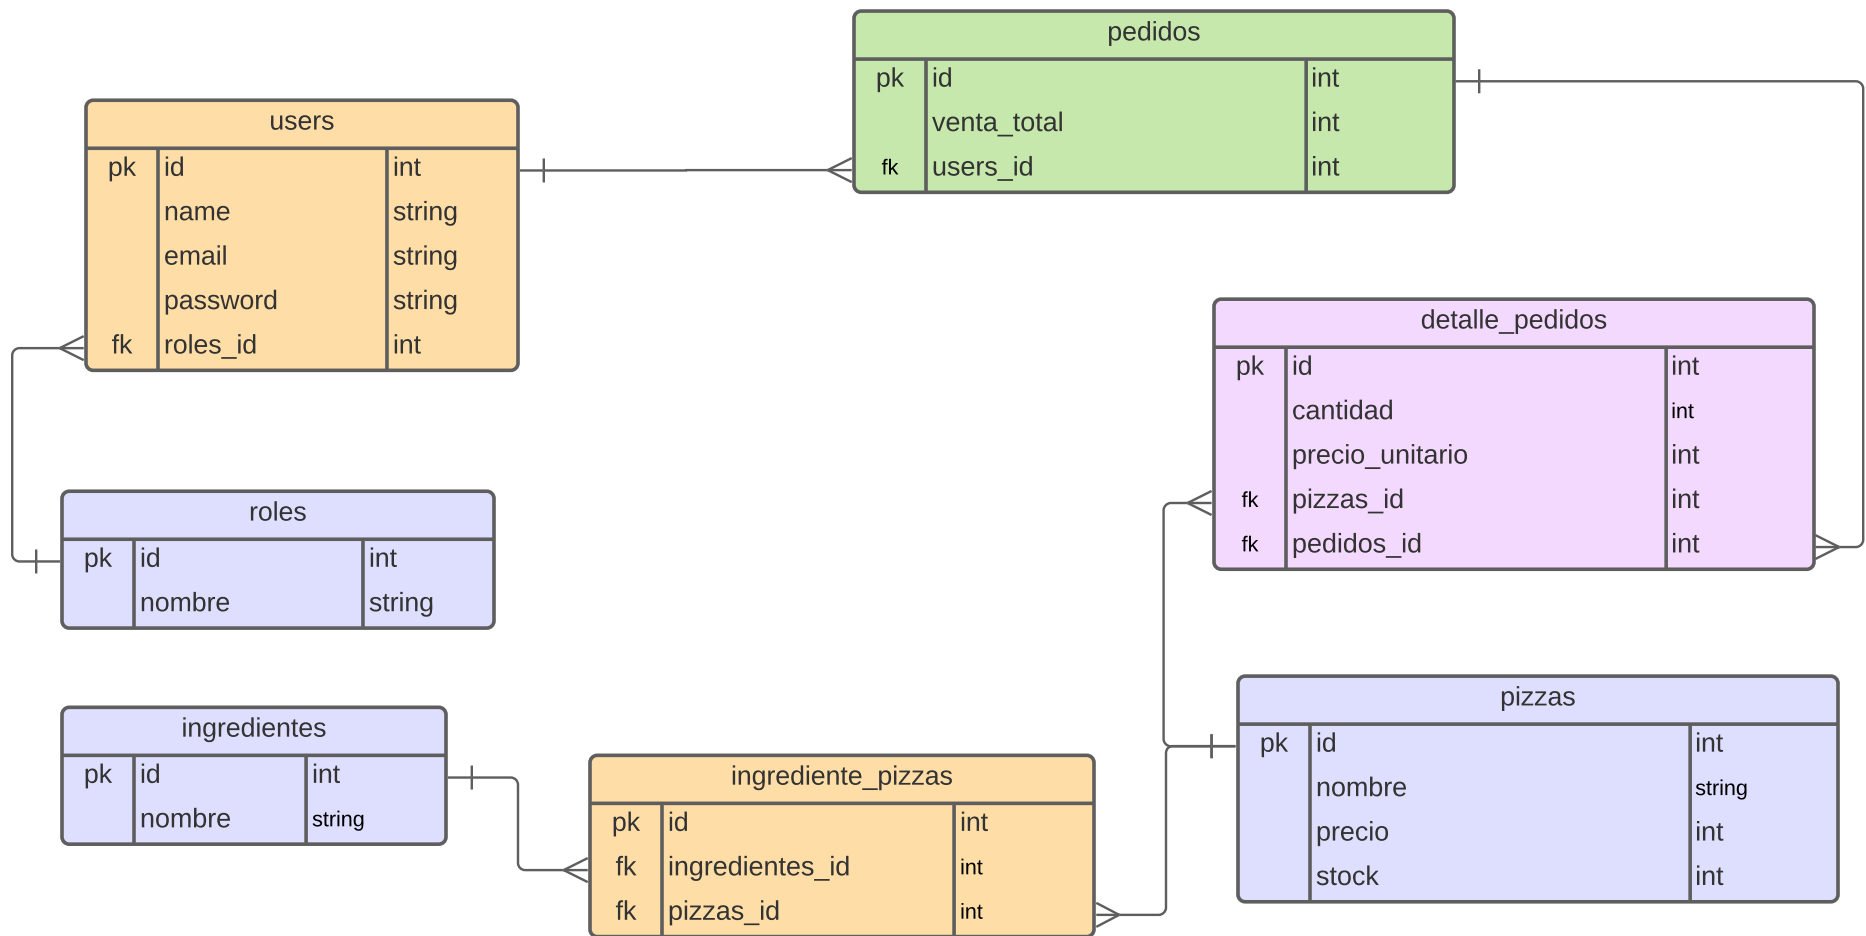 pedidos
pk id int
venta_total int
fk users_id int
users
pk id int
name string
email string
password string
fk roles_id int
detalle_pedidos
pk id int
cantidad int
precio_unitario int
fk pizzas_id int
fk pedidos_id int
roles
pk id int
nombre string
pizzas
pk id int
nombre string
precio int
stock int
ingredientes
pk id int
nombre string
ingrediente_pizzas
pk id int
fk ingredientes_id int
fk pizzas_id int